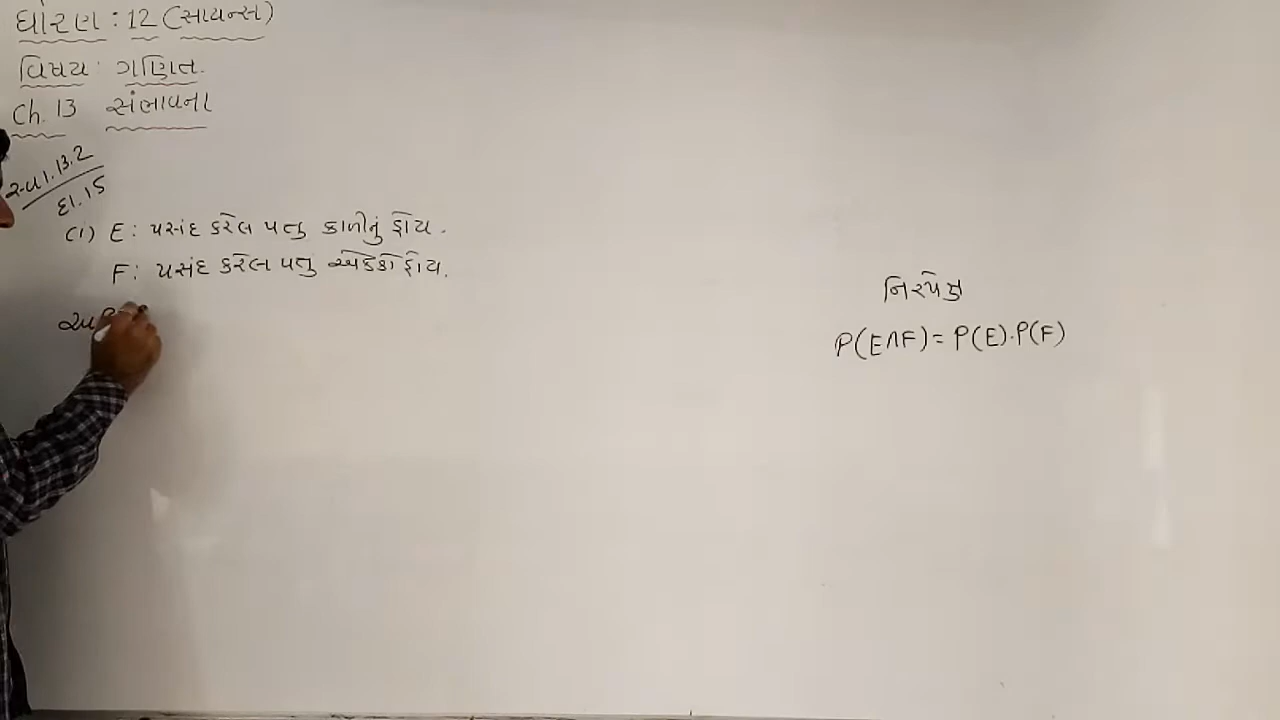 ધોરણ : 12 (સાયન્સ)
વિષય : ગણિત.
Ch. 13 સંભાવના
સ્વા. 13.2
દા. 15
(i) E : પસંદ કરેલ પત્તુ કાળીનું હોય.
F : પસંદ કરેલ પત્તુ એક્કો હોય.
નિરપેક્ષ
P(E∩F) = P(E).P(F)